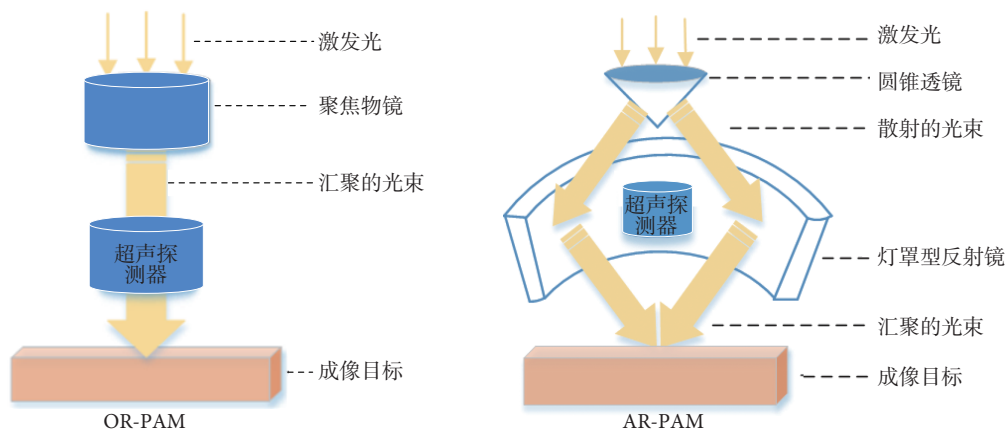 激发光
聚焦物镜
汇聚的光束
超声探
测器
成像目标
OR-PAM
激发光
圆锥透镜
散射的光束
超声探
测器
灯罩型反射镜
汇聚的光束
成像目标
AR-PAM